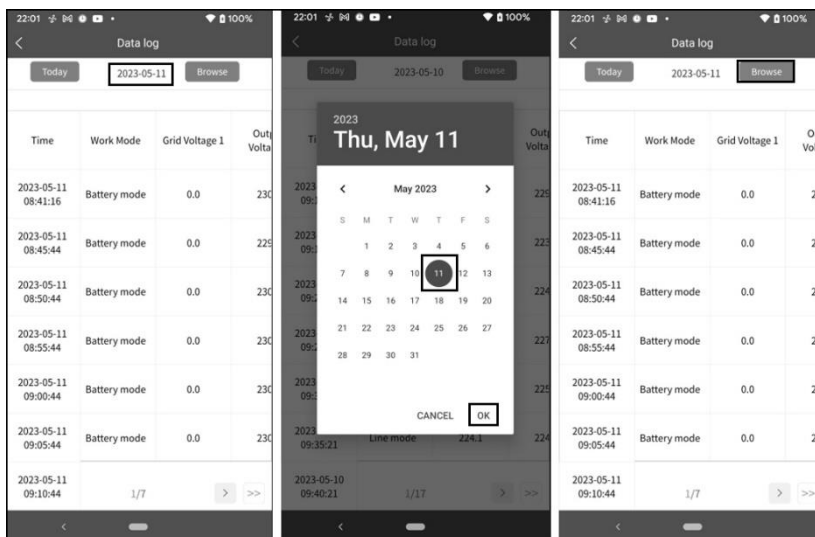 22:01 100%
Data log
Today 2023-05-11 Browse
Time Work Mode Grid Voltage 1
2023-05-11
08:41:16 Battery mode 0.0 230
2023-05-11
08:45:44 Battery mode 0.0 229
2023-05-11
08:50:44 Battery mode 0.0 230
2023-05-11
08:55:44 Battery mode 0.0 230
2023-05-11
09:00:44 Battery mode 0.0 230
2023-05-11
09:05:44 Battery mode 0.0 230
2023-05-11
09:10:44
1/7 > >>
22:01 100%
Data log
Today 2023-05-10 Browse
2023
Thu, May 11
May 2023
S M T W T F S
1 2 3 4 5 6
7 8 9 10 11 12 13
14 15 16 17 18 19 20
21 22 23 24 25 26 27
28 29 30 31
CANCEL OK
229
223
224
227
225
09:35:21 Line mode 224.1 224
2023-05-10
09:40:21
1/17 > >>
22:01 100%
Data log
Today 2023-05-11 Browse
Time Work Mode Grid Voltage 1
2023-05-11
08:41:16 Battery mode 0.0
2023-05-11
08:45:44 Battery mode 0.0
2023-05-11
08:50:44 Battery mode 0.0
2023-05-11
08:55:44 Battery mode 0.0
2023-05-11
09:00:44 Battery mode 0.0
2023-05-11
09:05:44 Battery mode 0.0
2023-05-11
09:10:44
1/7 > >>